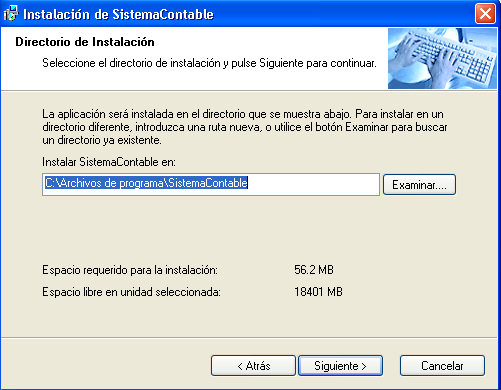 Instalación de SistemaContable
Directorio de Instalación
Seleccione el directorio de instalación y pulse Siguiente para continuar.
La aplicación será instalada en el directorio que se muestra abajo. Para instalar en un
directorio diferente, introduzca una ruta nueva, o utilice el botón Examinar para buscar
un directorio ya existente.
Instalar SistemaContable en:
C:\Archivos de programa\SistemaContable
Examinar....
Espacio requerido para la instalación: 56.2 MB
Espacio libre en unidad seleccionada: 18401 MB
< Atrás Siguiente > Cancelar